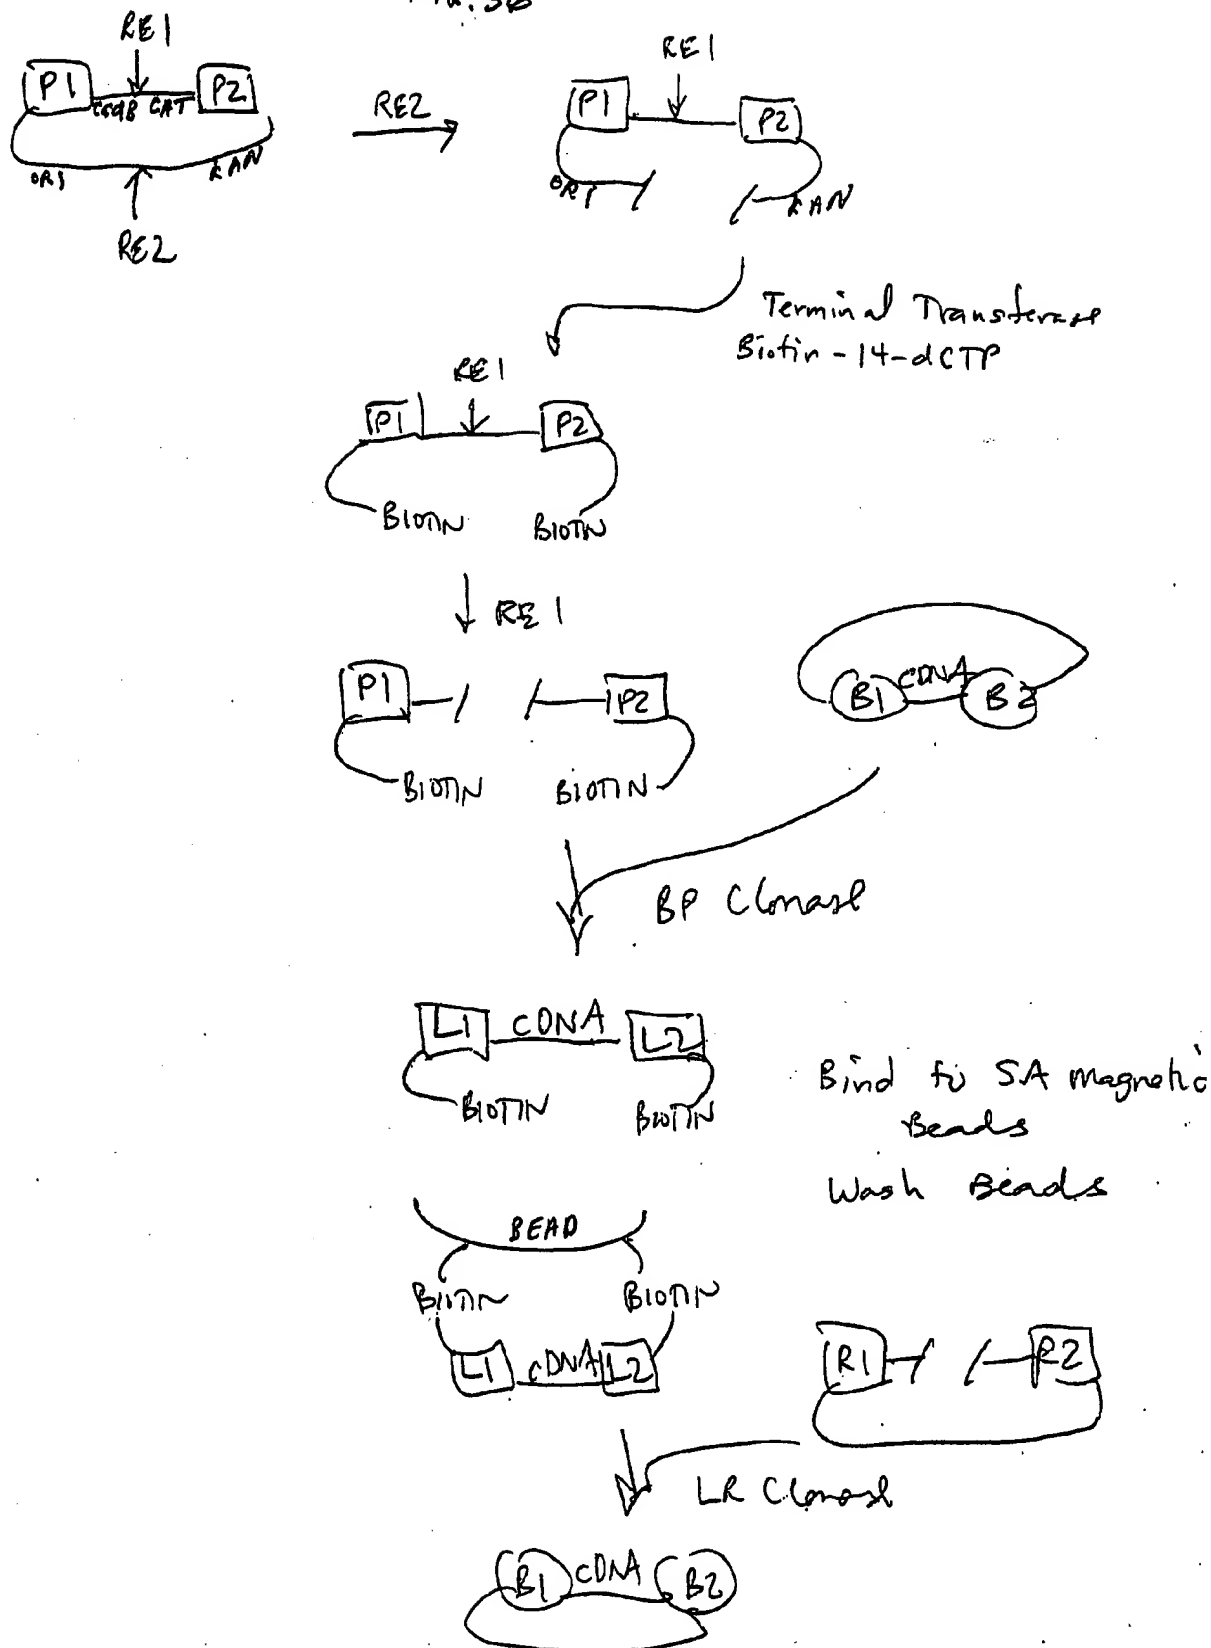 RE1
P1
P2
ccdB CAT
ORI
KAN
RE2
RE2
RE1
P1
P2
ORI
KAN
Terminal Transferase
Biotin-14-dCTP
RE1
P1
P2
BIOTIN BIOTIN
RE1
P1
P2
BIOTIN BIOTIN
B1 cDNA B2
BP Clonase
L1 cDNA L2
BIOTIN BIOTIN
Bind to SA magnetic
Beads
Wash Beads
BEAD
BIOTIN BIOTIN
L1 cDNA L2
R1 R2
LR Clonase
B1 cDNA B2